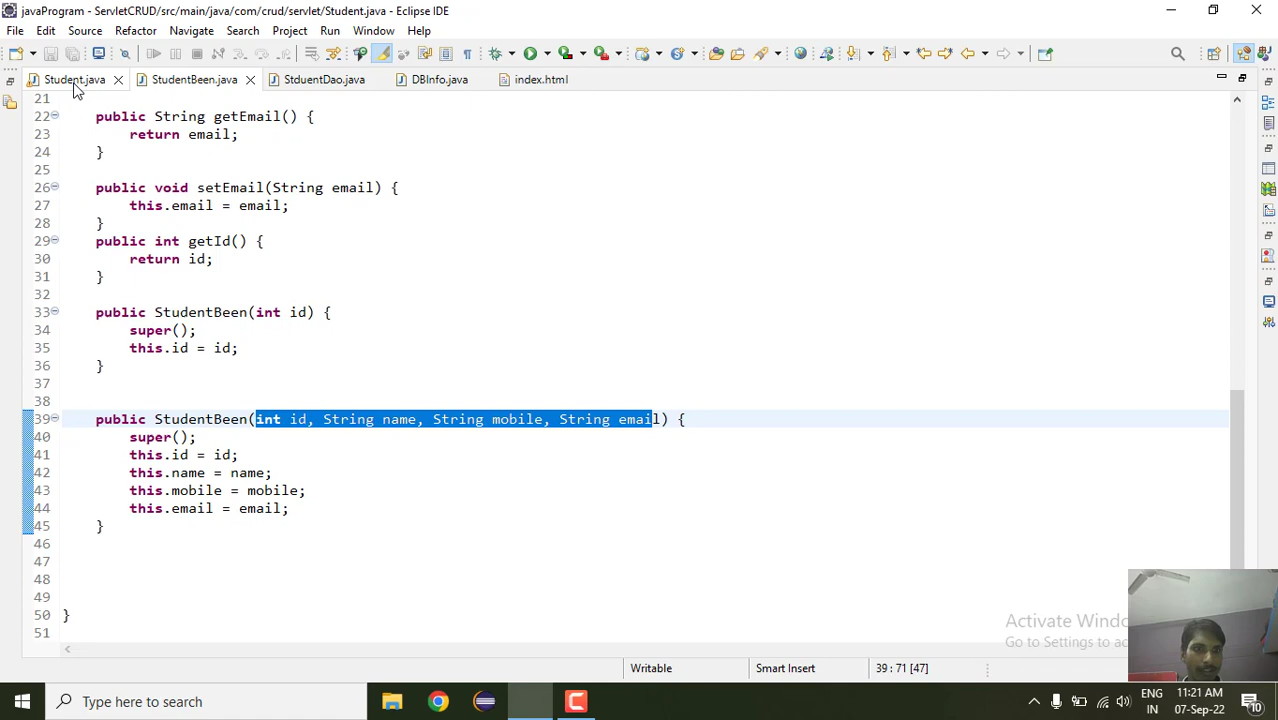 javaProgram - ServletCRUD/src/main/java/com/crud/servlet/Student.java - Eclipse IDE
File Edit Source Refactor Navigate Search Project Run Window Help
Student.java StudentBeen.java StduentDao.java DBInfo.java index.html
21
22 public String getEmail() {
23 return email;
24 }
25
26 public void setEmail(String email) {
27 this.email = email;
28 }
29 public int getId() {
30 return id;
31 }
32
33 public StudentBeen(int id) {
34 super();
35 this.id = id;
36 }
37
38
39 public StudentBeen(int id, String name, String mobile, String email) {
40 super();
41 this.id = id;
42 this.name = name;
43 this.mobile = mobile;
44 this.email = email;
45 }
46
47
48
49
50 }
51
Activate Windo
Go to Settings to ac
Writable Smart Insert 39 : 71 [47]
Type here to search
ENG
IN
11:21 AM
07-Sep-22
10